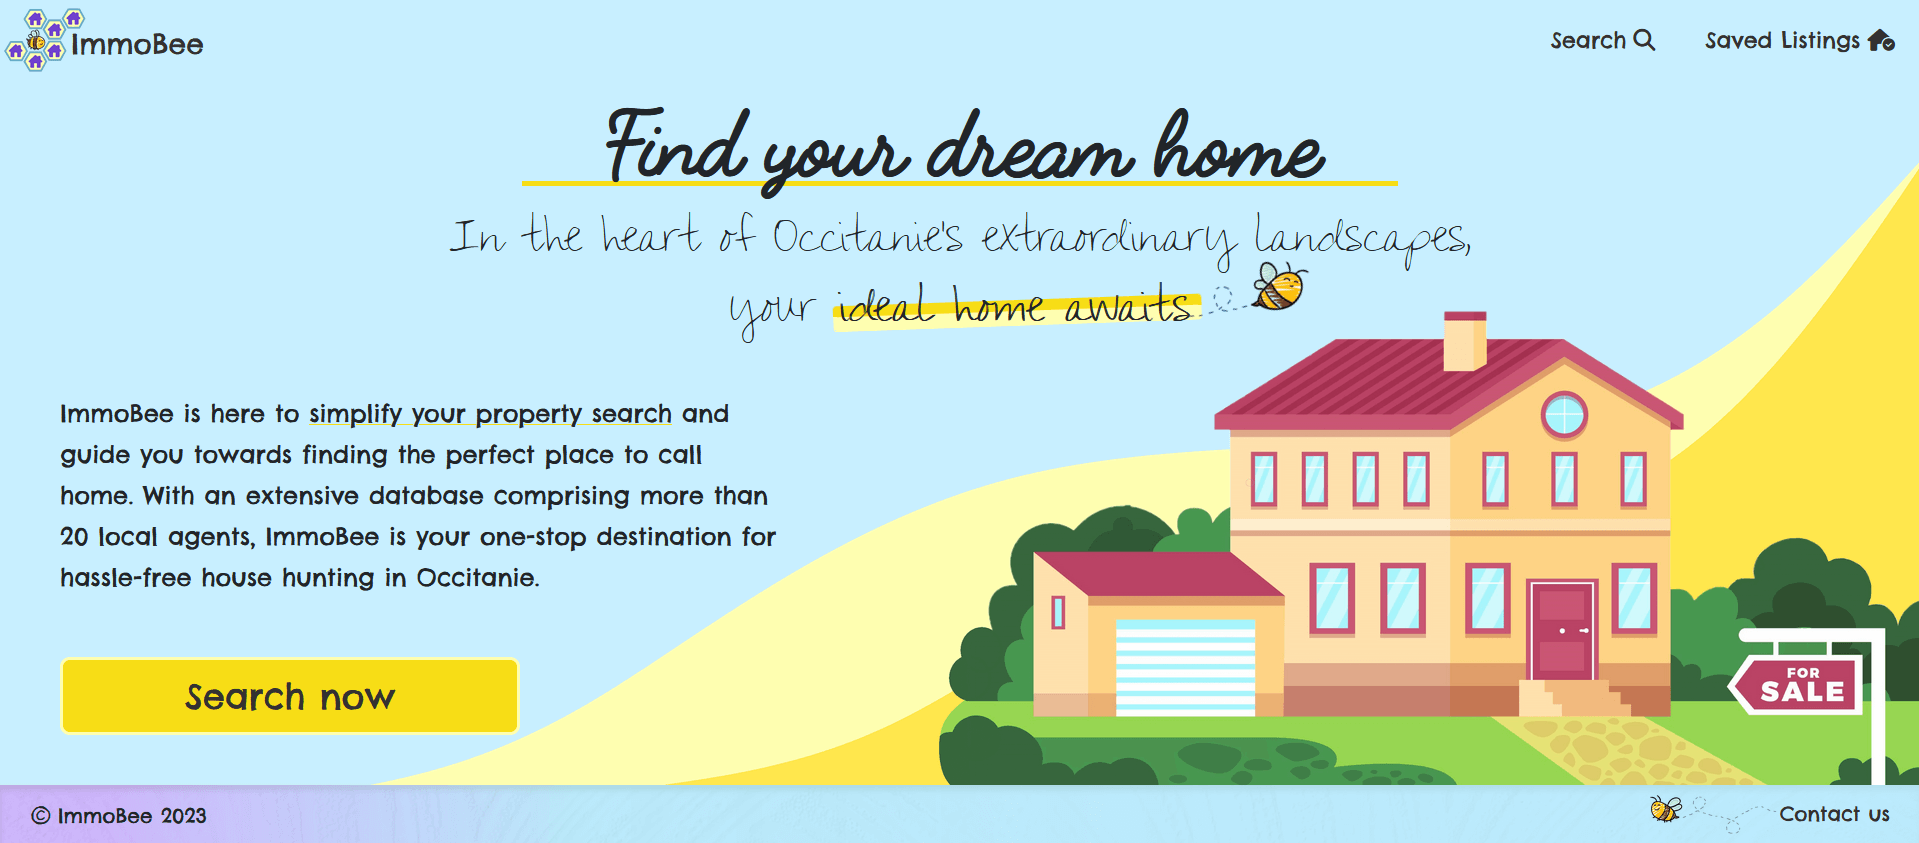 ImmoBee
Search
Saved Listings
Find your dream home
In the heart of Occitanie's extraordinary landscapes,
your ideal home awaits
ImmoBee is here to simplify your property search and
guide you towards finding the perfect place to call
home. With an extensive database comprising more than
20 local agents, ImmoBee is your one-stop destination for
hassle-free house hunting in Occitanie.
Search now
FOR
SALE
© ImmoBee 2023
Contact us